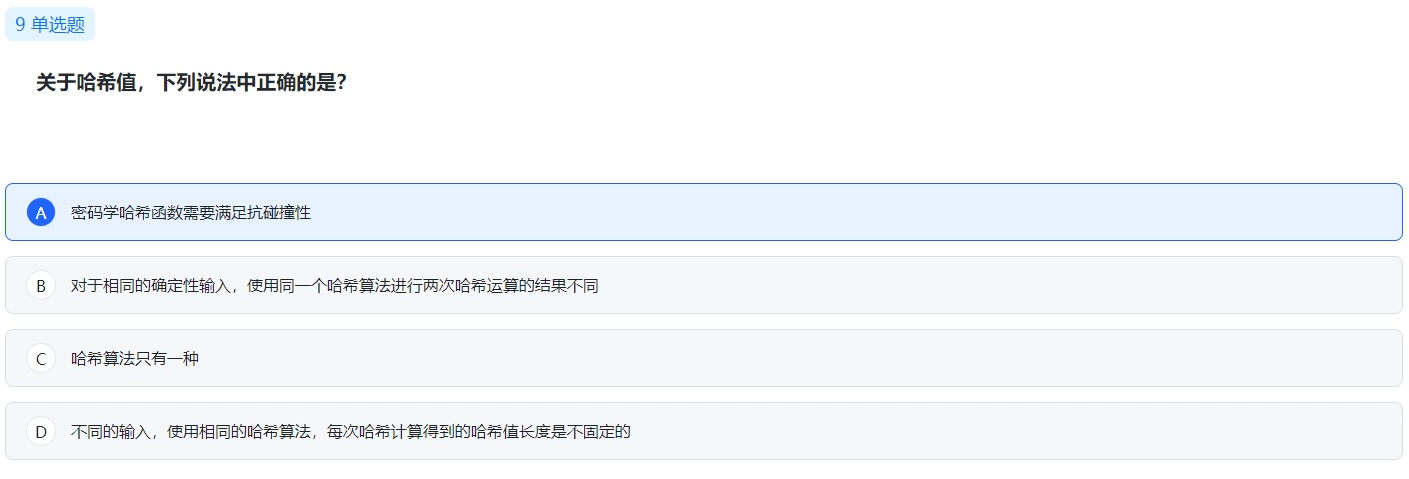 9 单选题
关于哈希值，下列说法中正确的是?
A 密码学哈希函数需要满足抗碰撞性
B 对于相同的确定性输入，使用同一个哈希算法进行两次哈希运算的结果不同
C 哈希算法只有一种
D 不同的输入，使用相同的哈希算法，每次哈希计算得到的哈希值长度是不固定的